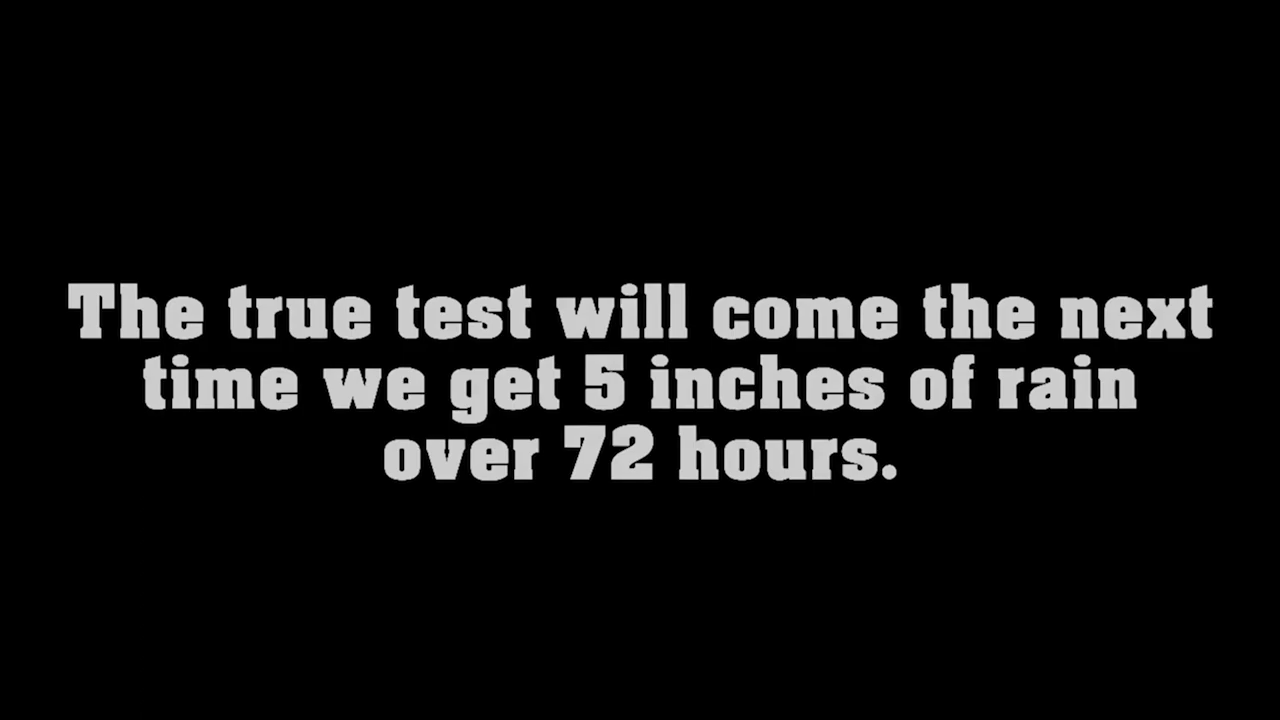 The true test will come the next
time we get 5 inches of rain
over 72 hours.